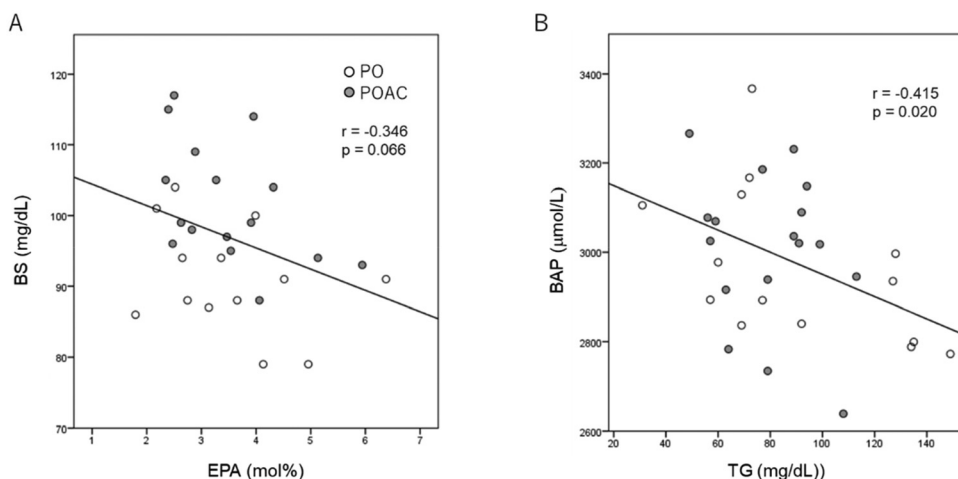 A
PO
POAC
r = -0.346
p = 0.066
120
110
100
90
80
70
BS (mg/dL)
1 2 3 4 5 6 7
EPA (mol%)
B
r = -0.415
p = 0.020
3400
3200
3000
2800
2600
BAP (μmol/L)
20 40 60 80 100 120 140
TG (mg/dL))